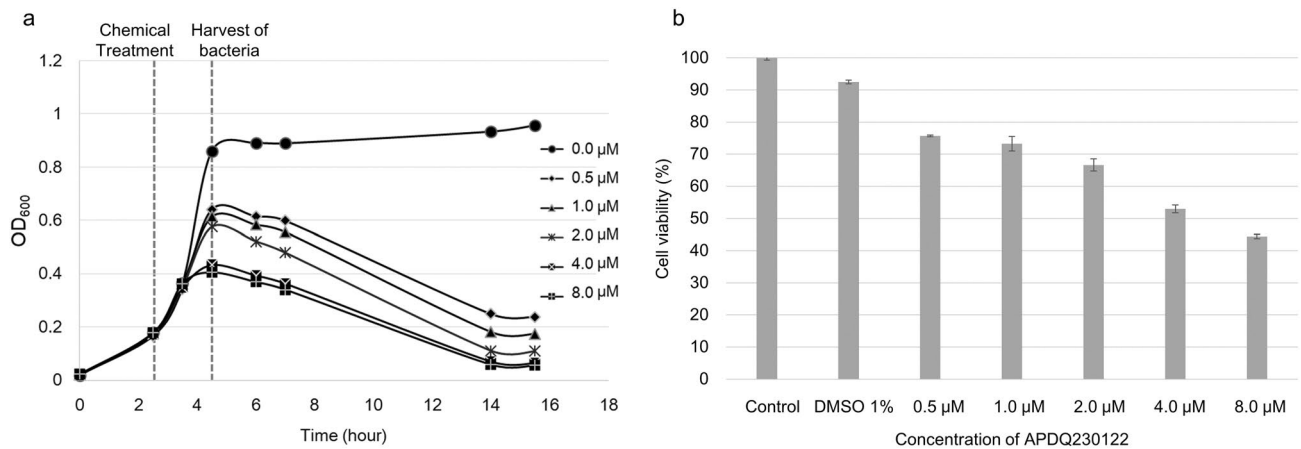 a
Chemical
Treatment
Harvest of
bacteria
1.2
1
0.8
0.6
0.4
0.2
0
OD600
0.0 µM
0.5 µM
1.0 µM
2.0 µM
4.0 µM
8.0 µM
0 2 4 6 8 10 12 14 16 18
Time (hour)
b
100
90
80
70
60
50
40
30
20
10
0
Cell viability (%)
Control DMSO 1% 0.5 µM 1.0 µM 2.0 µM 4.0 µM 8.0 µM
Concentration of APDQ230122